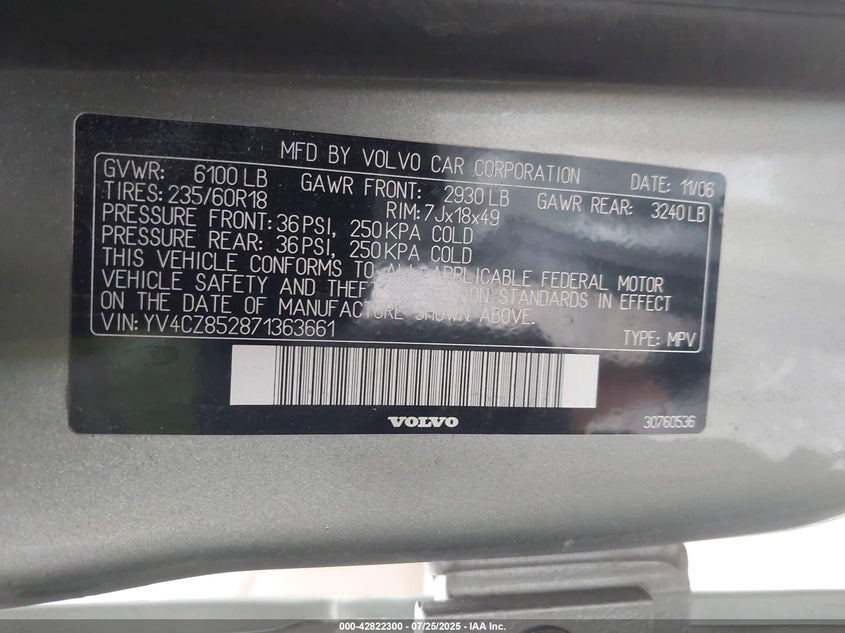 MFD BY VOLVO CAR CORPORATION DATE: 11/06
GVWR: 6100 LB GAWR FRONT: 2930 LB GAWR REAR: 3240 LB
TIRES: 235/60R18 RIM: 7Jx18x49
PRESSURE FRONT: 36 PSI, 250 KPA COLD
PRESSURE REAR: 36 PSI, 250 KPA COLD
THIS VEHICLE CONFORMS TO ALL APPLICABLE FEDERAL MOTOR
VEHICLE SAFETY AND THEFT PREVENTION STANDARDS IN EFFECT
ON THE DATE OF MANUFACTURE SHOWN ABOVE.
VIN: YV4CZ852871363661 TYPE: MPV
VOLVO 30760536
000-42822300 - 07/25/2025 - IAA Inc.